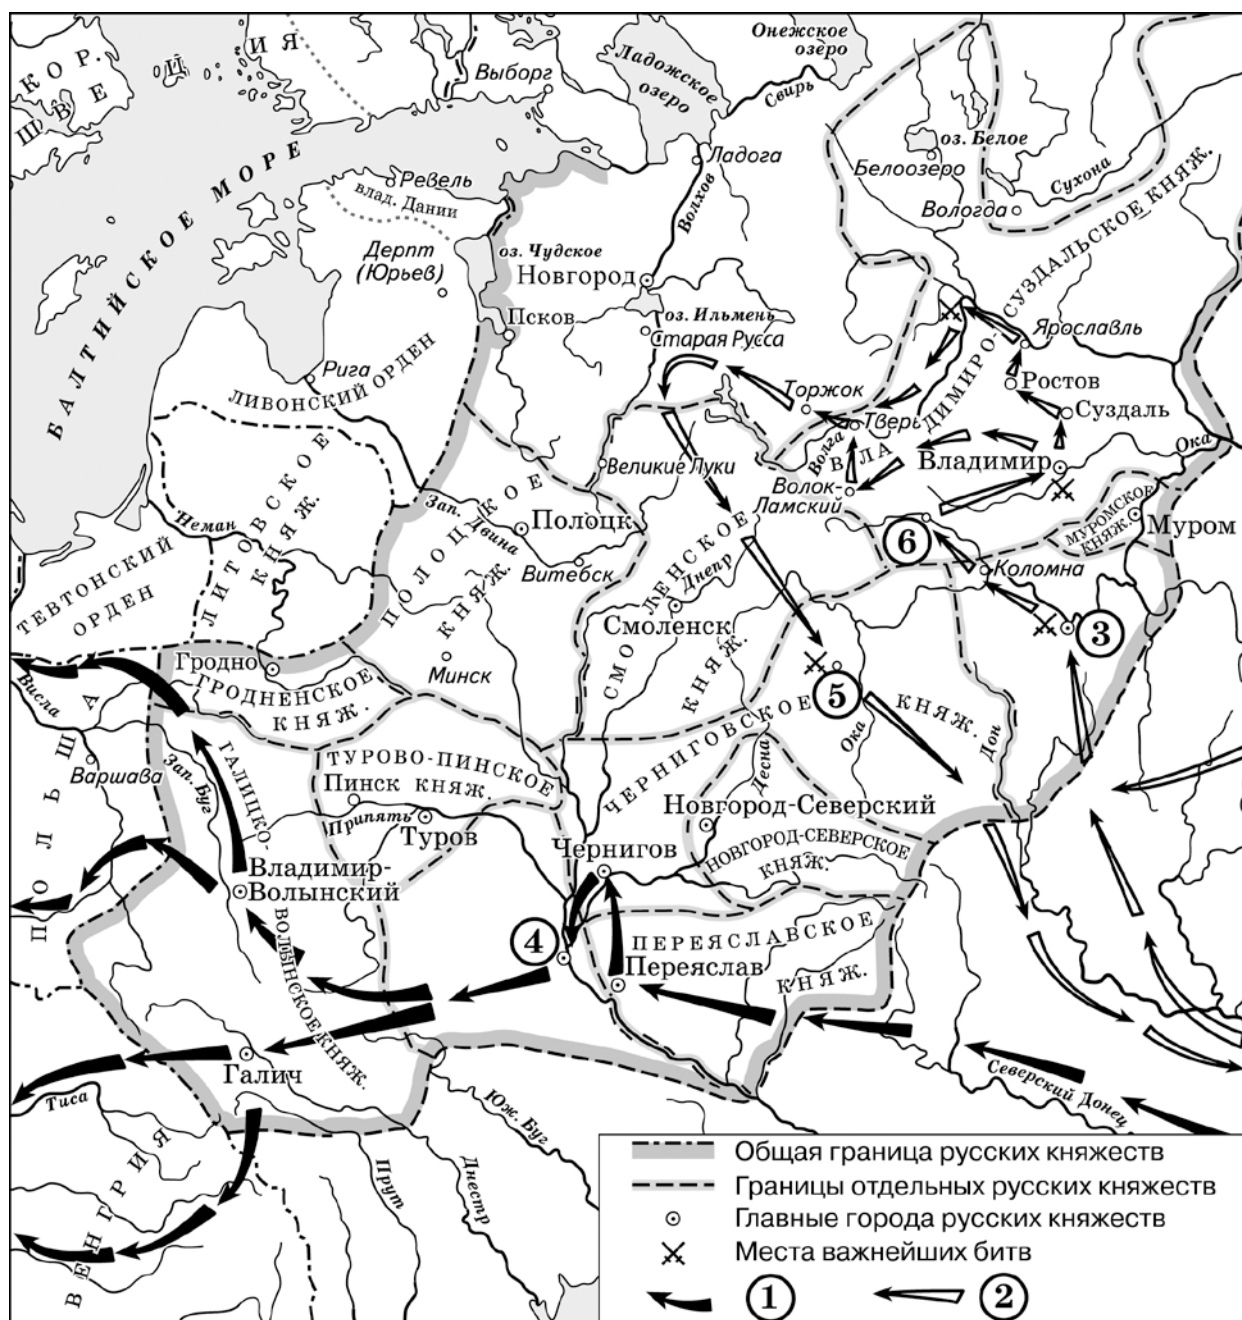 КОР.
ШВЕЦИЯ
БАЛТИЙСКОЕ МОРЕ
Выборг
Ладожское
озеро
Онежское
озеро
Свирь
Ладога
Волхов
оз. Белое
Белоозеро
Сухона
Вологда
Ревель
влад. Дании
Дерпт
(Юрьев)
оз. Чудское
Новгород
Псков
оз. Ильмень
Старая Русса
Рига
ЛИВОНСКИЙ ОРДЕН
ВЛАДИМИРО-СУЗДАЛЬСКОЕ КНЯЖ.
Ярославль
Ростов
Суздаль
Торжок
Тверь
Волга
Владимир
Ока
Волок-
Ламский
МУРОМСКОЕ
КНЯЖ.
Муром
Великие Луки
Неман
ЛИТОВСКОЕ
КНЯЖ.
ТЕВТОНСКИЙ
ОРДЕН
Зап. Двина
Полоцк
ПОЛОЦКОЕ
КНЯЖ.
Витебск
СМОЛЕНСКОЕ
КНЯЖ.
Днепр
Смоленск
6
Коломна
3
Гродно
ГРОДНЕНСКОЕ
КНЯЖ.
Минск
5
Висла
ПОЛЬША
Варшава
Зап. Буг
ГАЛИЦКО-
ВОЛЫНСКОЕ КНЯЖ.
ТУРОВО-ПИНСКОЕ
КНЯЖ.
Пинск
Припять
Туров
ЧЕРНИГОВСКОЕ
КНЯЖ.
Ока
Дон
Десна
Новгород-Северский
НОВГОРОД-СЕВЕРСКОЕ
КНЯЖ.
Чернигов
Владимир-
Волынский
4
ПЕРЕЯСЛАВСКОЕ
КНЯЖ.
Переяслав
Галич
Тиса
ВЕНГРИЯ
Прут
Днестр
Юж. Буг
Северский Донец
Общая граница русских княжеств
Границы отдельных русских княжеств
Главные города русских княжеств
Места важнейших битв
1
2